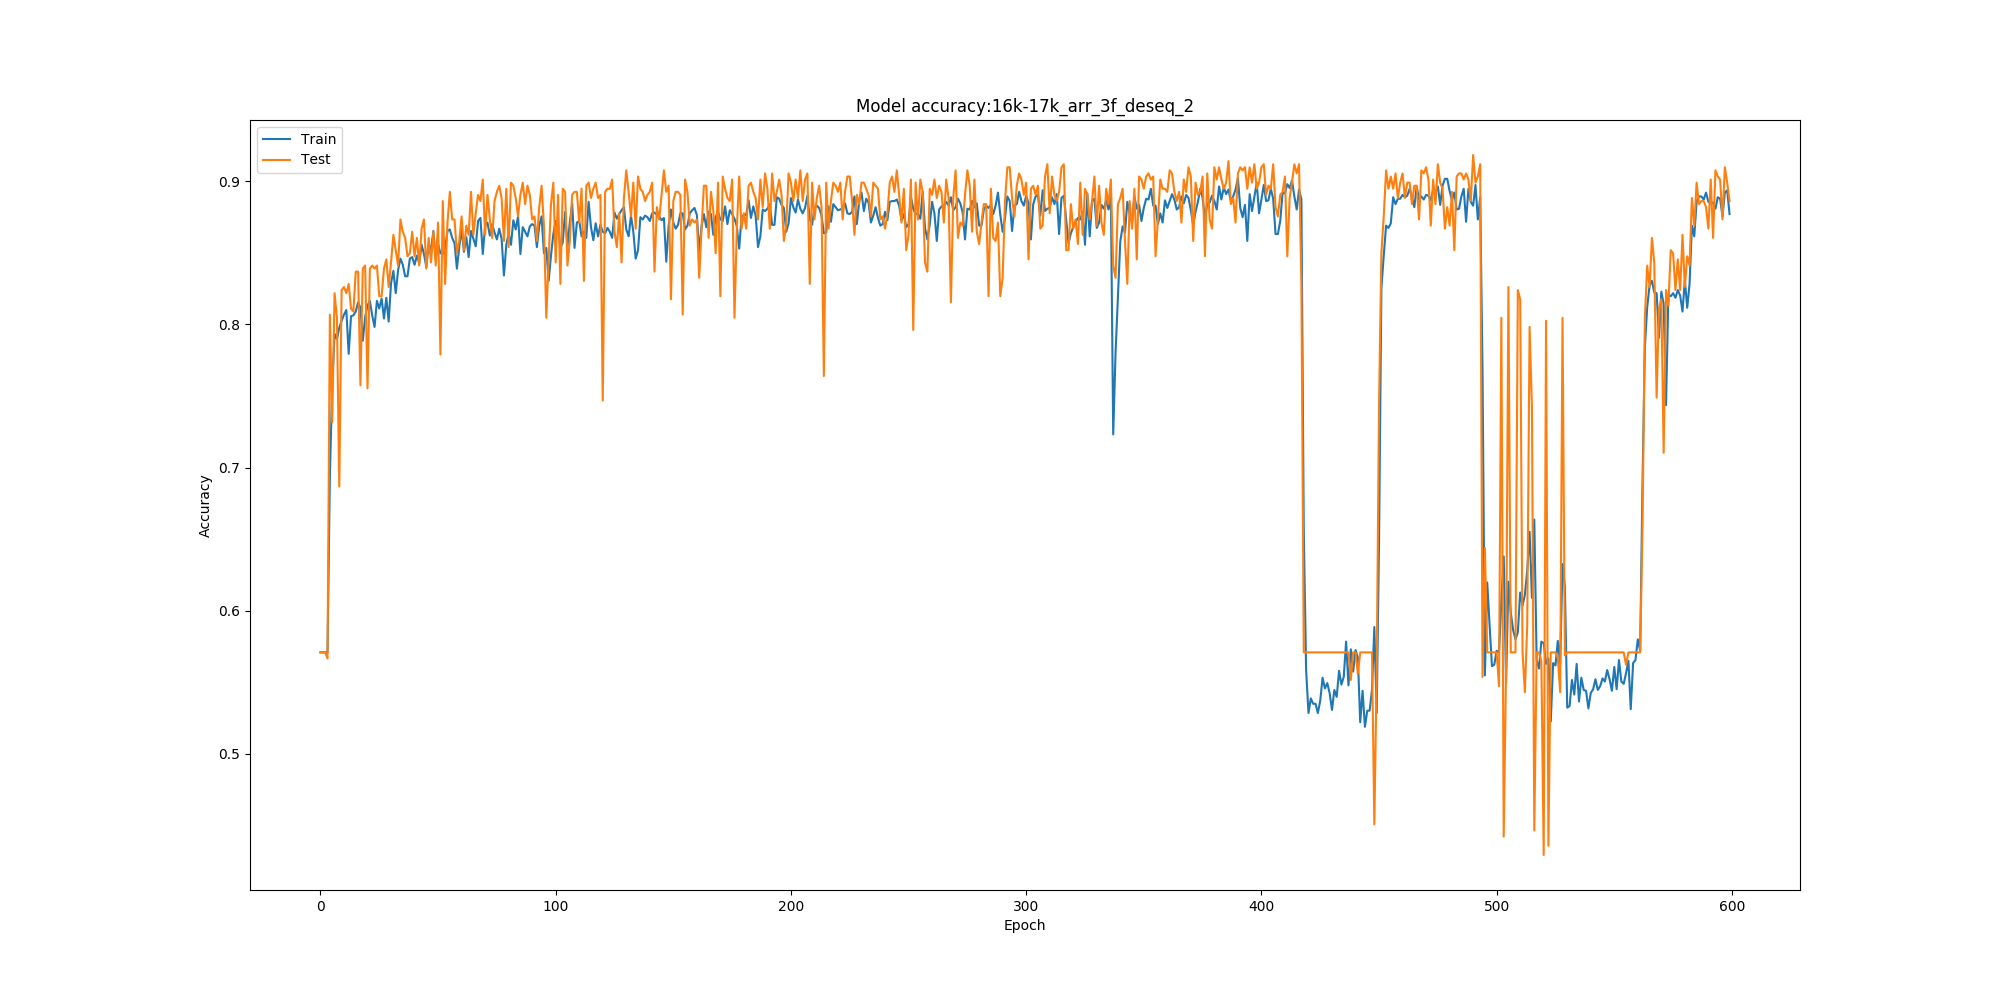 Model accuracy:16k-17k_arr_3f_deseq_2
Train
Test
0.9
0.8
0.7
0.6
0.5
Accuracy
0 100 200 300 400 500 600
Epoch